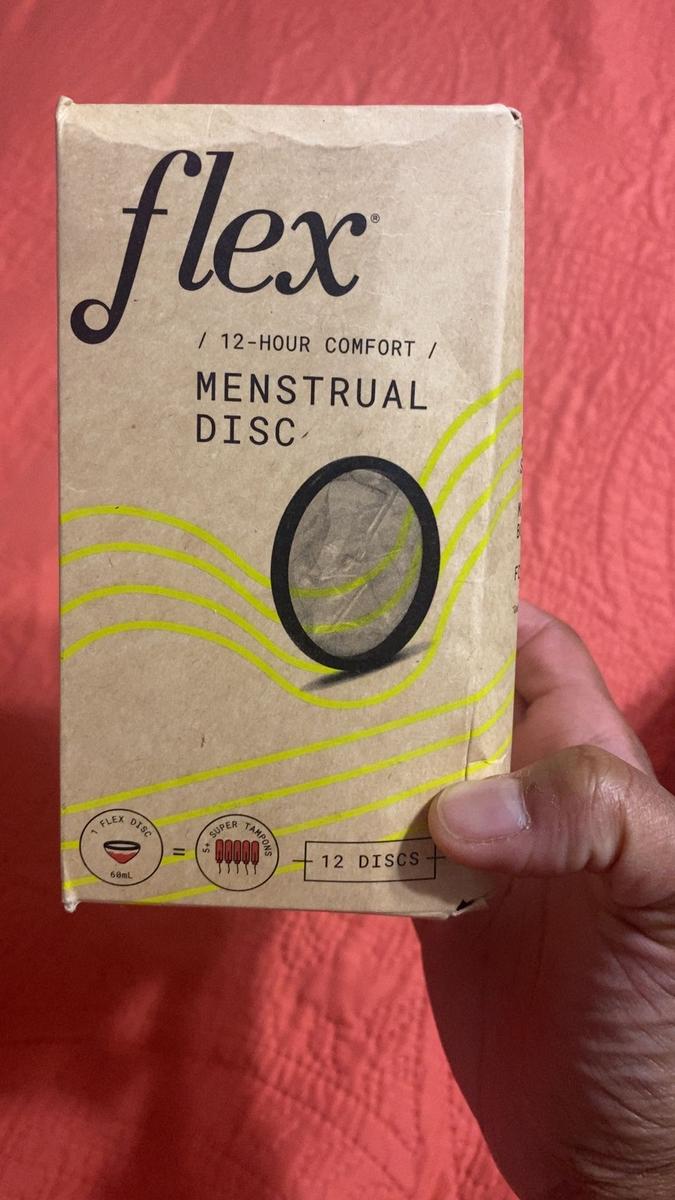 flex®
/ 12-HOUR COMFORT /
MENSTRUAL
DISC
1 FLEX DISC
60mL
=
5+ SUPER TAMPONS
12 DISCS